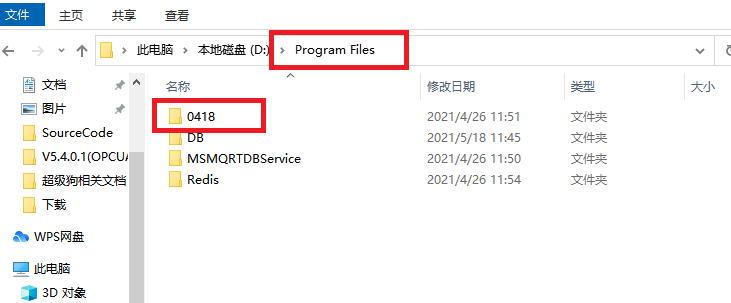 文件 主页 共享 查看
此电脑 本地磁盘 (D:) Program Files
名称 修改日期 类型 大小
文档
图片
SourceCode
V5.4.0.1(OPCUA
超级狗相关文档
下载
WPS网盘
此电脑
3D 对象
0418 2021/4/26 11:51 文件夹
DB 2021/5/18 11:45 文件夹
MSMQRTDBService 2021/4/26 11:50 文件夹
Redis 2021/4/26 11:54 文件夹